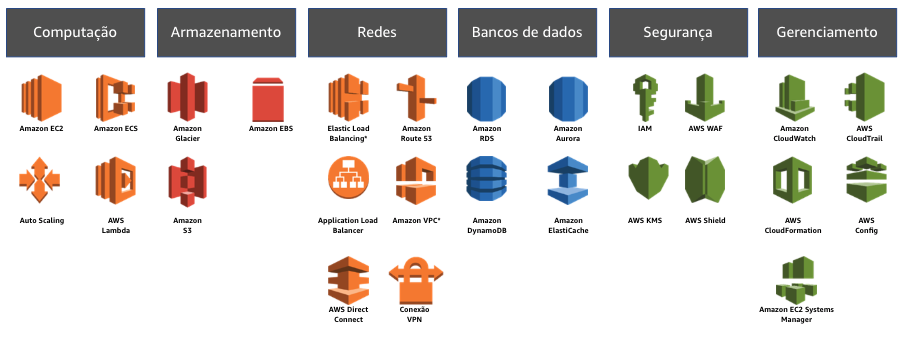 Computação
Armazenamento
Redes
Bancos de dados
Segurança
Gerenciamento
Amazon EC2
Amazon ECS
Amazon
Glacier
Amazon EBS
Elastic Load
Balancing*
Amazon
Route 53
Amazon
RDS
Amazon
Aurora
IAM
AWS WAF
Amazon
CloudWatch
AWS
CloudTrail
Auto Scaling
AWS
Lambda
Amazon
S3
Application Load
Balancer
Amazon VPC*
Amazon
DynamoDB
Amazon
ElastiCache
AWS KMS
AWS Shield
AWS
CloudFormation
AWS
Config
AWS Direct
Connect
Conexão
VPN
Amazon EC2 Systems
Manager